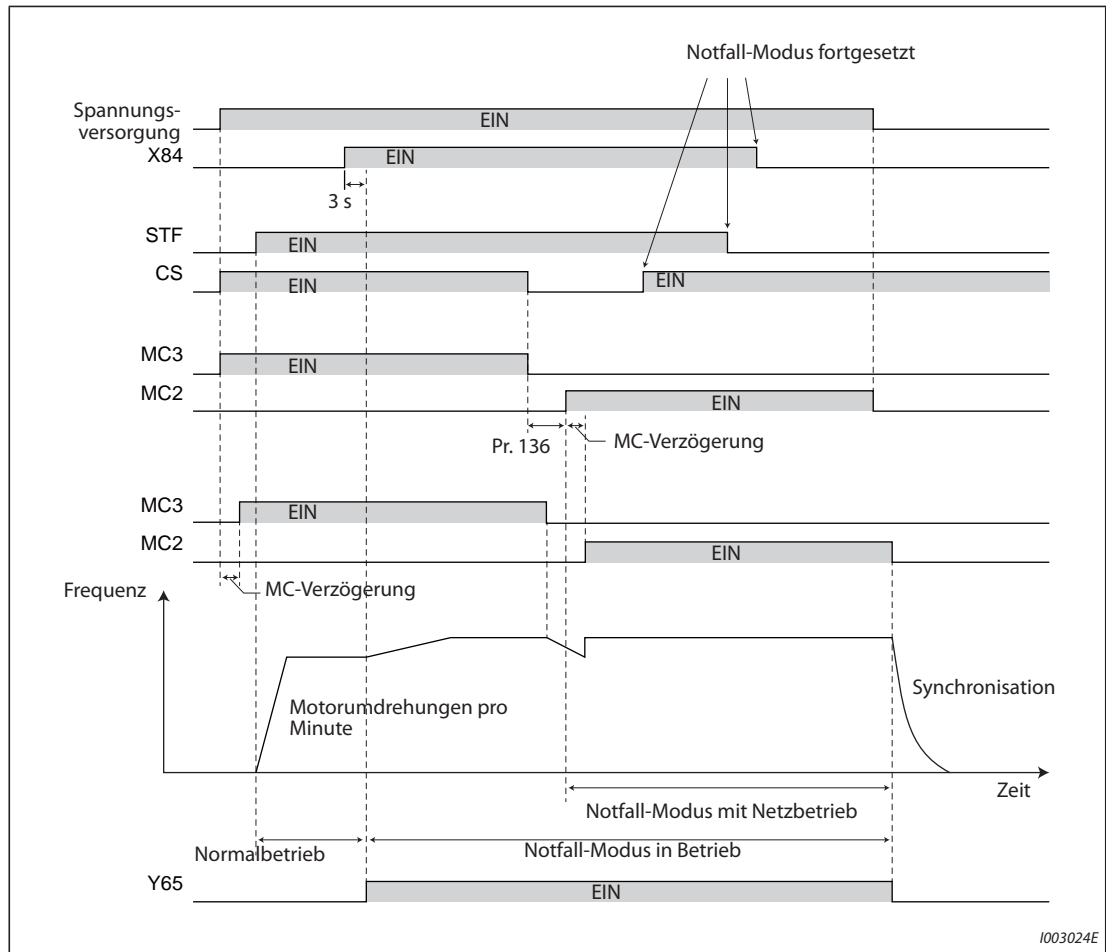 Notfall-Modus fortgesetzt
Spannungs-
versorgung
EIN
X84
EIN
3 s
STF
EIN
CS
EIN
EIN
MC3
EIN
MC2
EIN
Pr. 136
MC-Verzögerung
MC3
EIN
MC2
EIN
MC-Verzögerung
Frequenz
Motorumdrehungen pro
Minute
Synchronisation
Zeit
Notfall-Modus mit Netzbetrieb
Normalbetrieb
Notfall-Modus in Betrieb
Y65
EIN
I003024E